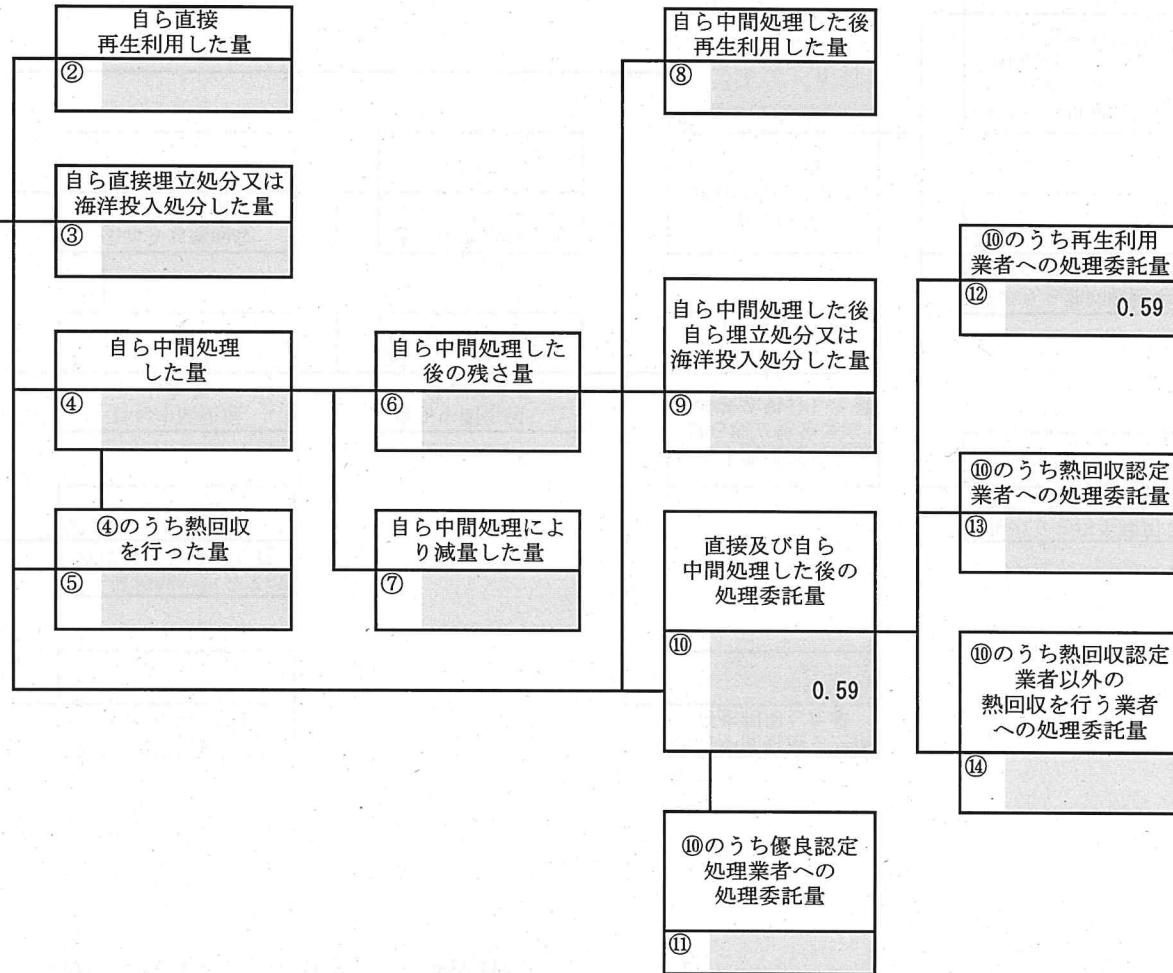 自ら直接
再生利用した量
②
自ら直接埋立処分又は
海洋投入処分した量
③
自ら中間処理
した量
④
④のうち熱回収
を行った量
⑤
自ら中間処理した
後の残さ量
⑥
自ら中間処理によ
り減量した量
⑦
自ら中間処理した後
再生利用した量
⑧
自ら中間処理した後
自ら埋立処分又は
海洋投入処分した量
⑨
直接及び自ら
中間処理した後の
処理委託量
⑩
0.59
⑩のうち優良認定
処理業者への
処理委託量
⑪
⑩のうち再生利用
業者への処理委託量
⑫ 0.59
⑩のうち熱回収認定
業者への処理委託量
⑬
⑩のうち熱回収認定
業者以外の
熱回収を行う業者
への処理委託量
⑭